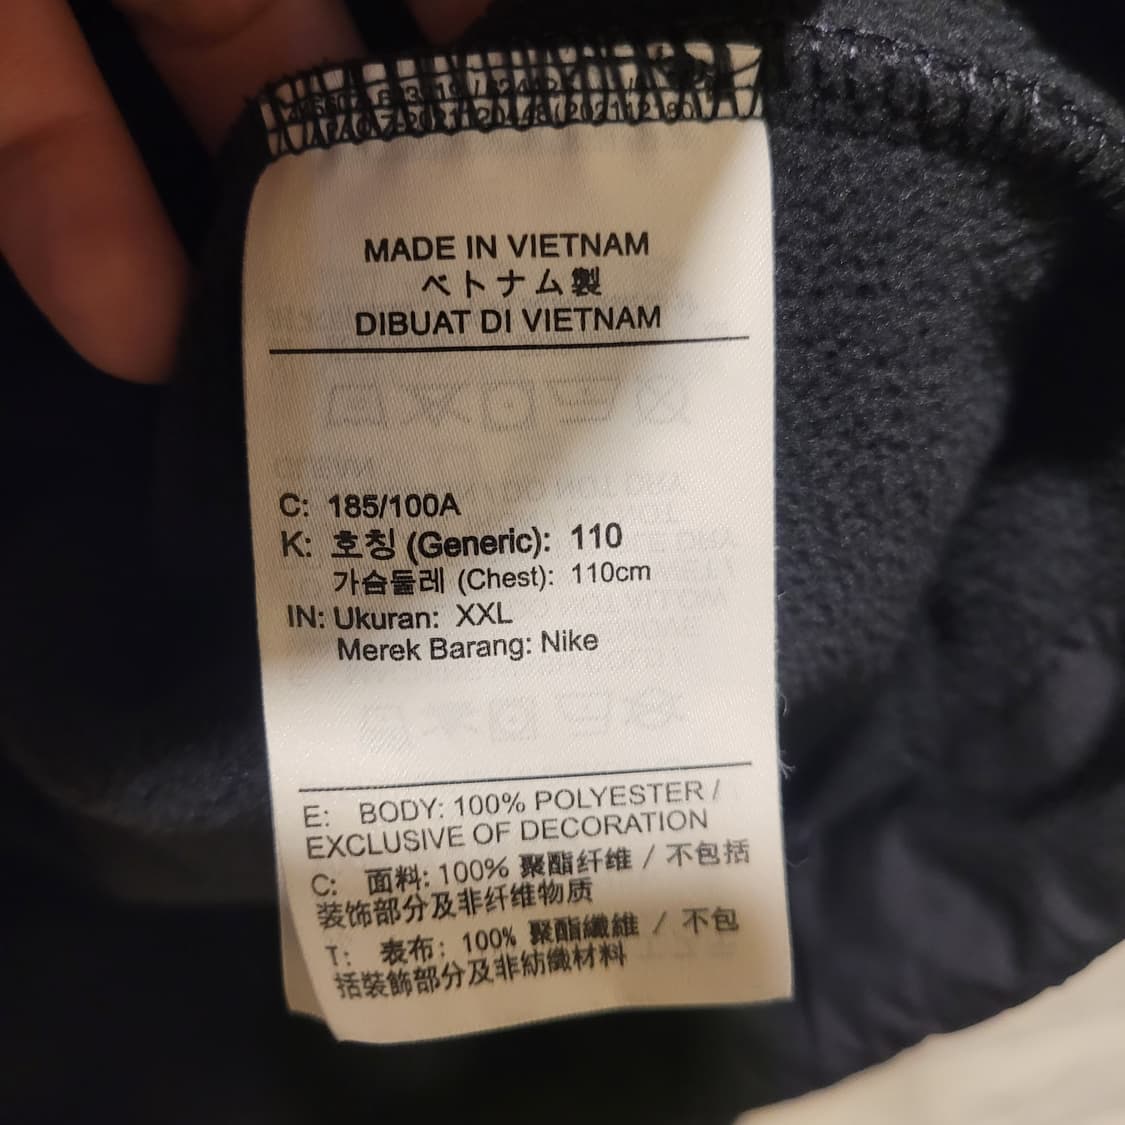 MADE IN VIETNAM
ベトナム製
DIBUAT DI VIETNAM
C: 185/100A
K: 호칭 (Generic): 110
가슴둘레 (Chest): 110cm
IN: Ukuran: XXL
Merek Barang: Nike
E: BODY: 100% POLYESTER /
EXCLUSIVE OF DECORATION
C: 面料: 100% 聚酯纤维 / 不包括
装饰部分及非纤维物质
T: 表布: 100% 聚酯纖維 / 不包
括裝飾部分及非紡織材料